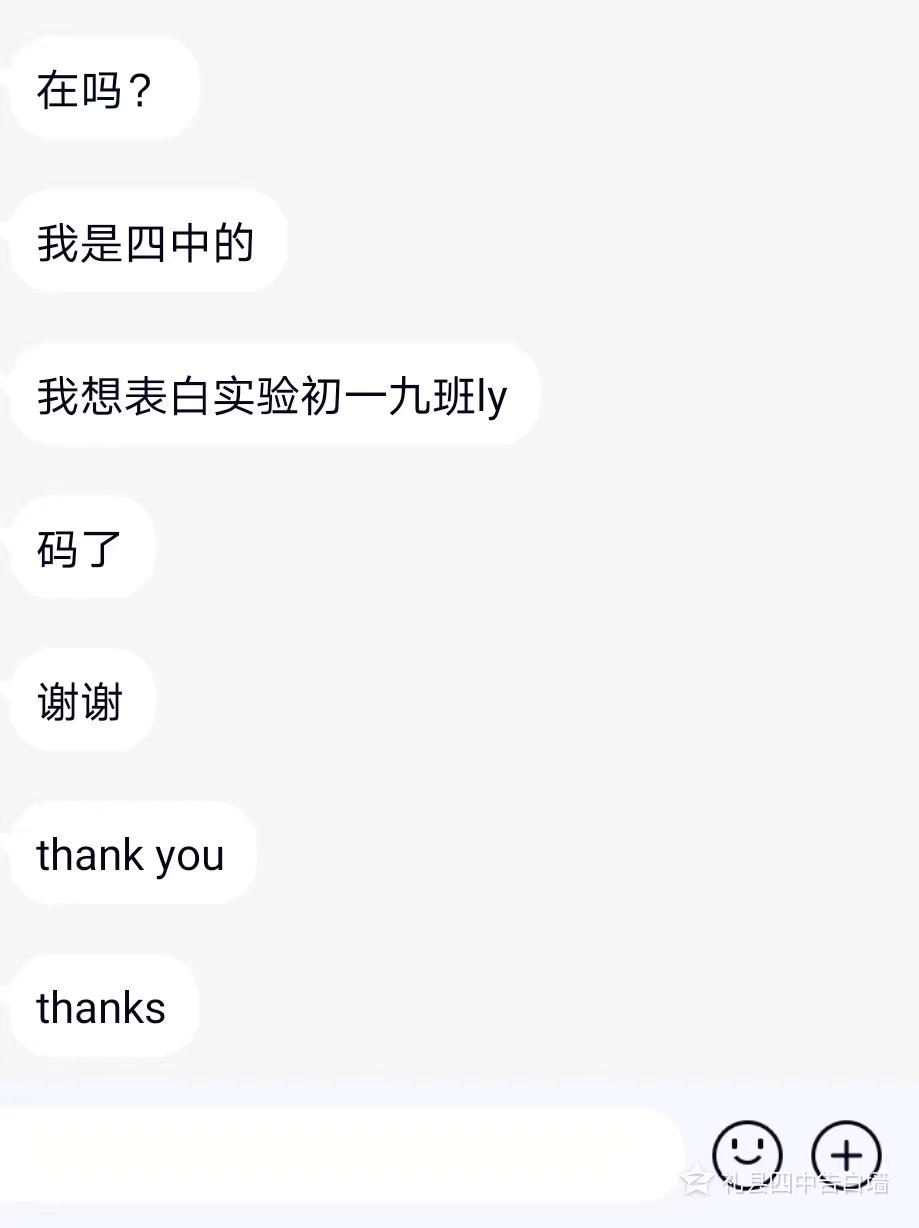 在吗？
我是四中的
我想表白实验初一九班ly
码了
谢谢
thank you
thanks
礼县四中告白墙